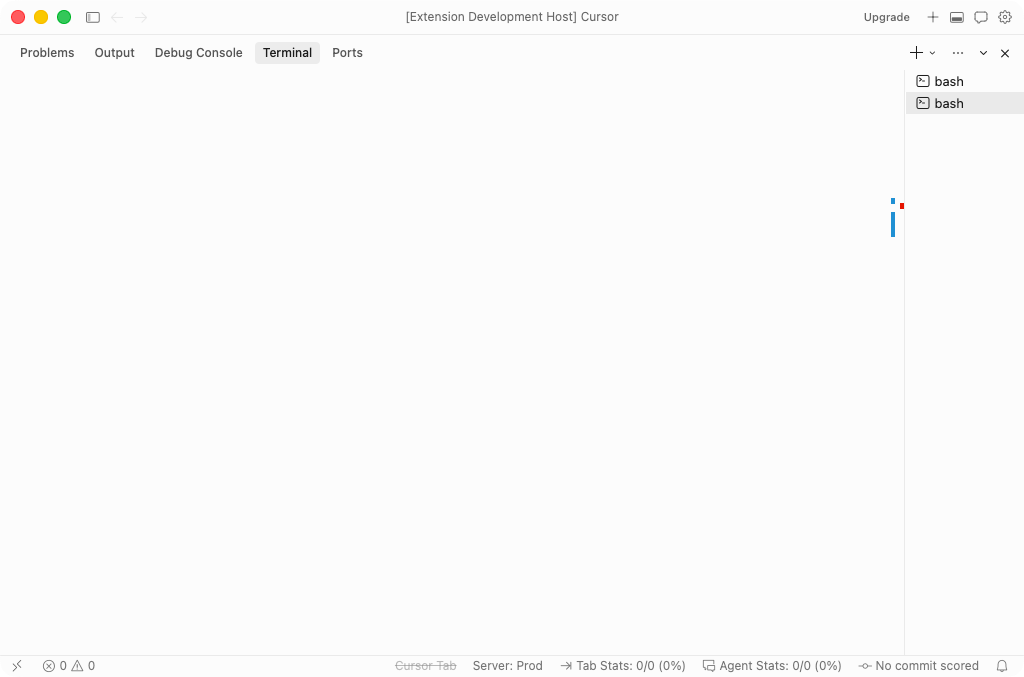 [Extension Development Host] Cursor
Upgrade
Problems
Output
Debug Console
Terminal
Ports
bash
bash
0
0
Cursor Tab
Server: Prod
Tab Stats: 0/0 (0%)
Agent Stats: 0/0 (0%)
No commit scored